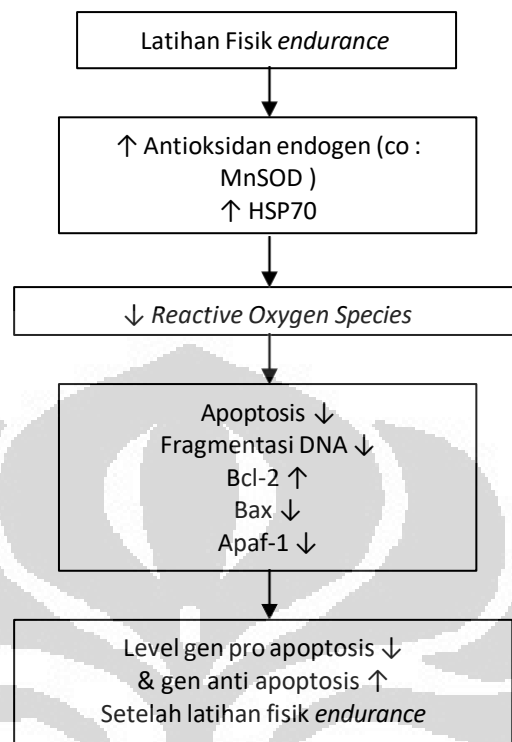 Latihan Fisik endurance
↑ Antioksidan endogen (co :
MnSOD )
↑ HSP70
↓ Reactive Oxygen Species
Apoptosis ↓
Fragmentasi DNA ↓
Bcl-2 ↑
Bax ↓
Apaf-1 ↓
Level gen pro apoptosis ↓
& gen anti apoptosis ↑
Setelah latihan fisik endurance